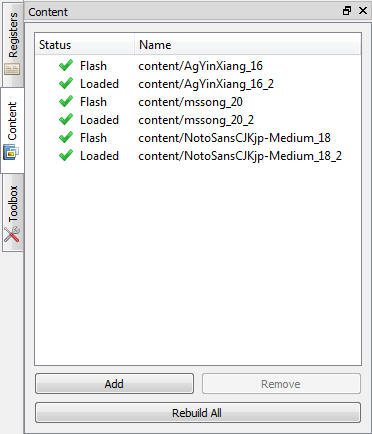 Content
Registers
Content
Toolbox
Status Name
Flash content/AgYinXiang_16
Loaded content/AgYinXiang_16_2
Flash content/mssong_20
Loaded content/mssong_20_2
Flash content/NotoSansCJKjp-Medium_18
Loaded content/NotoSansCJKjp-Medium_18_2
Add Remove
Rebuild All